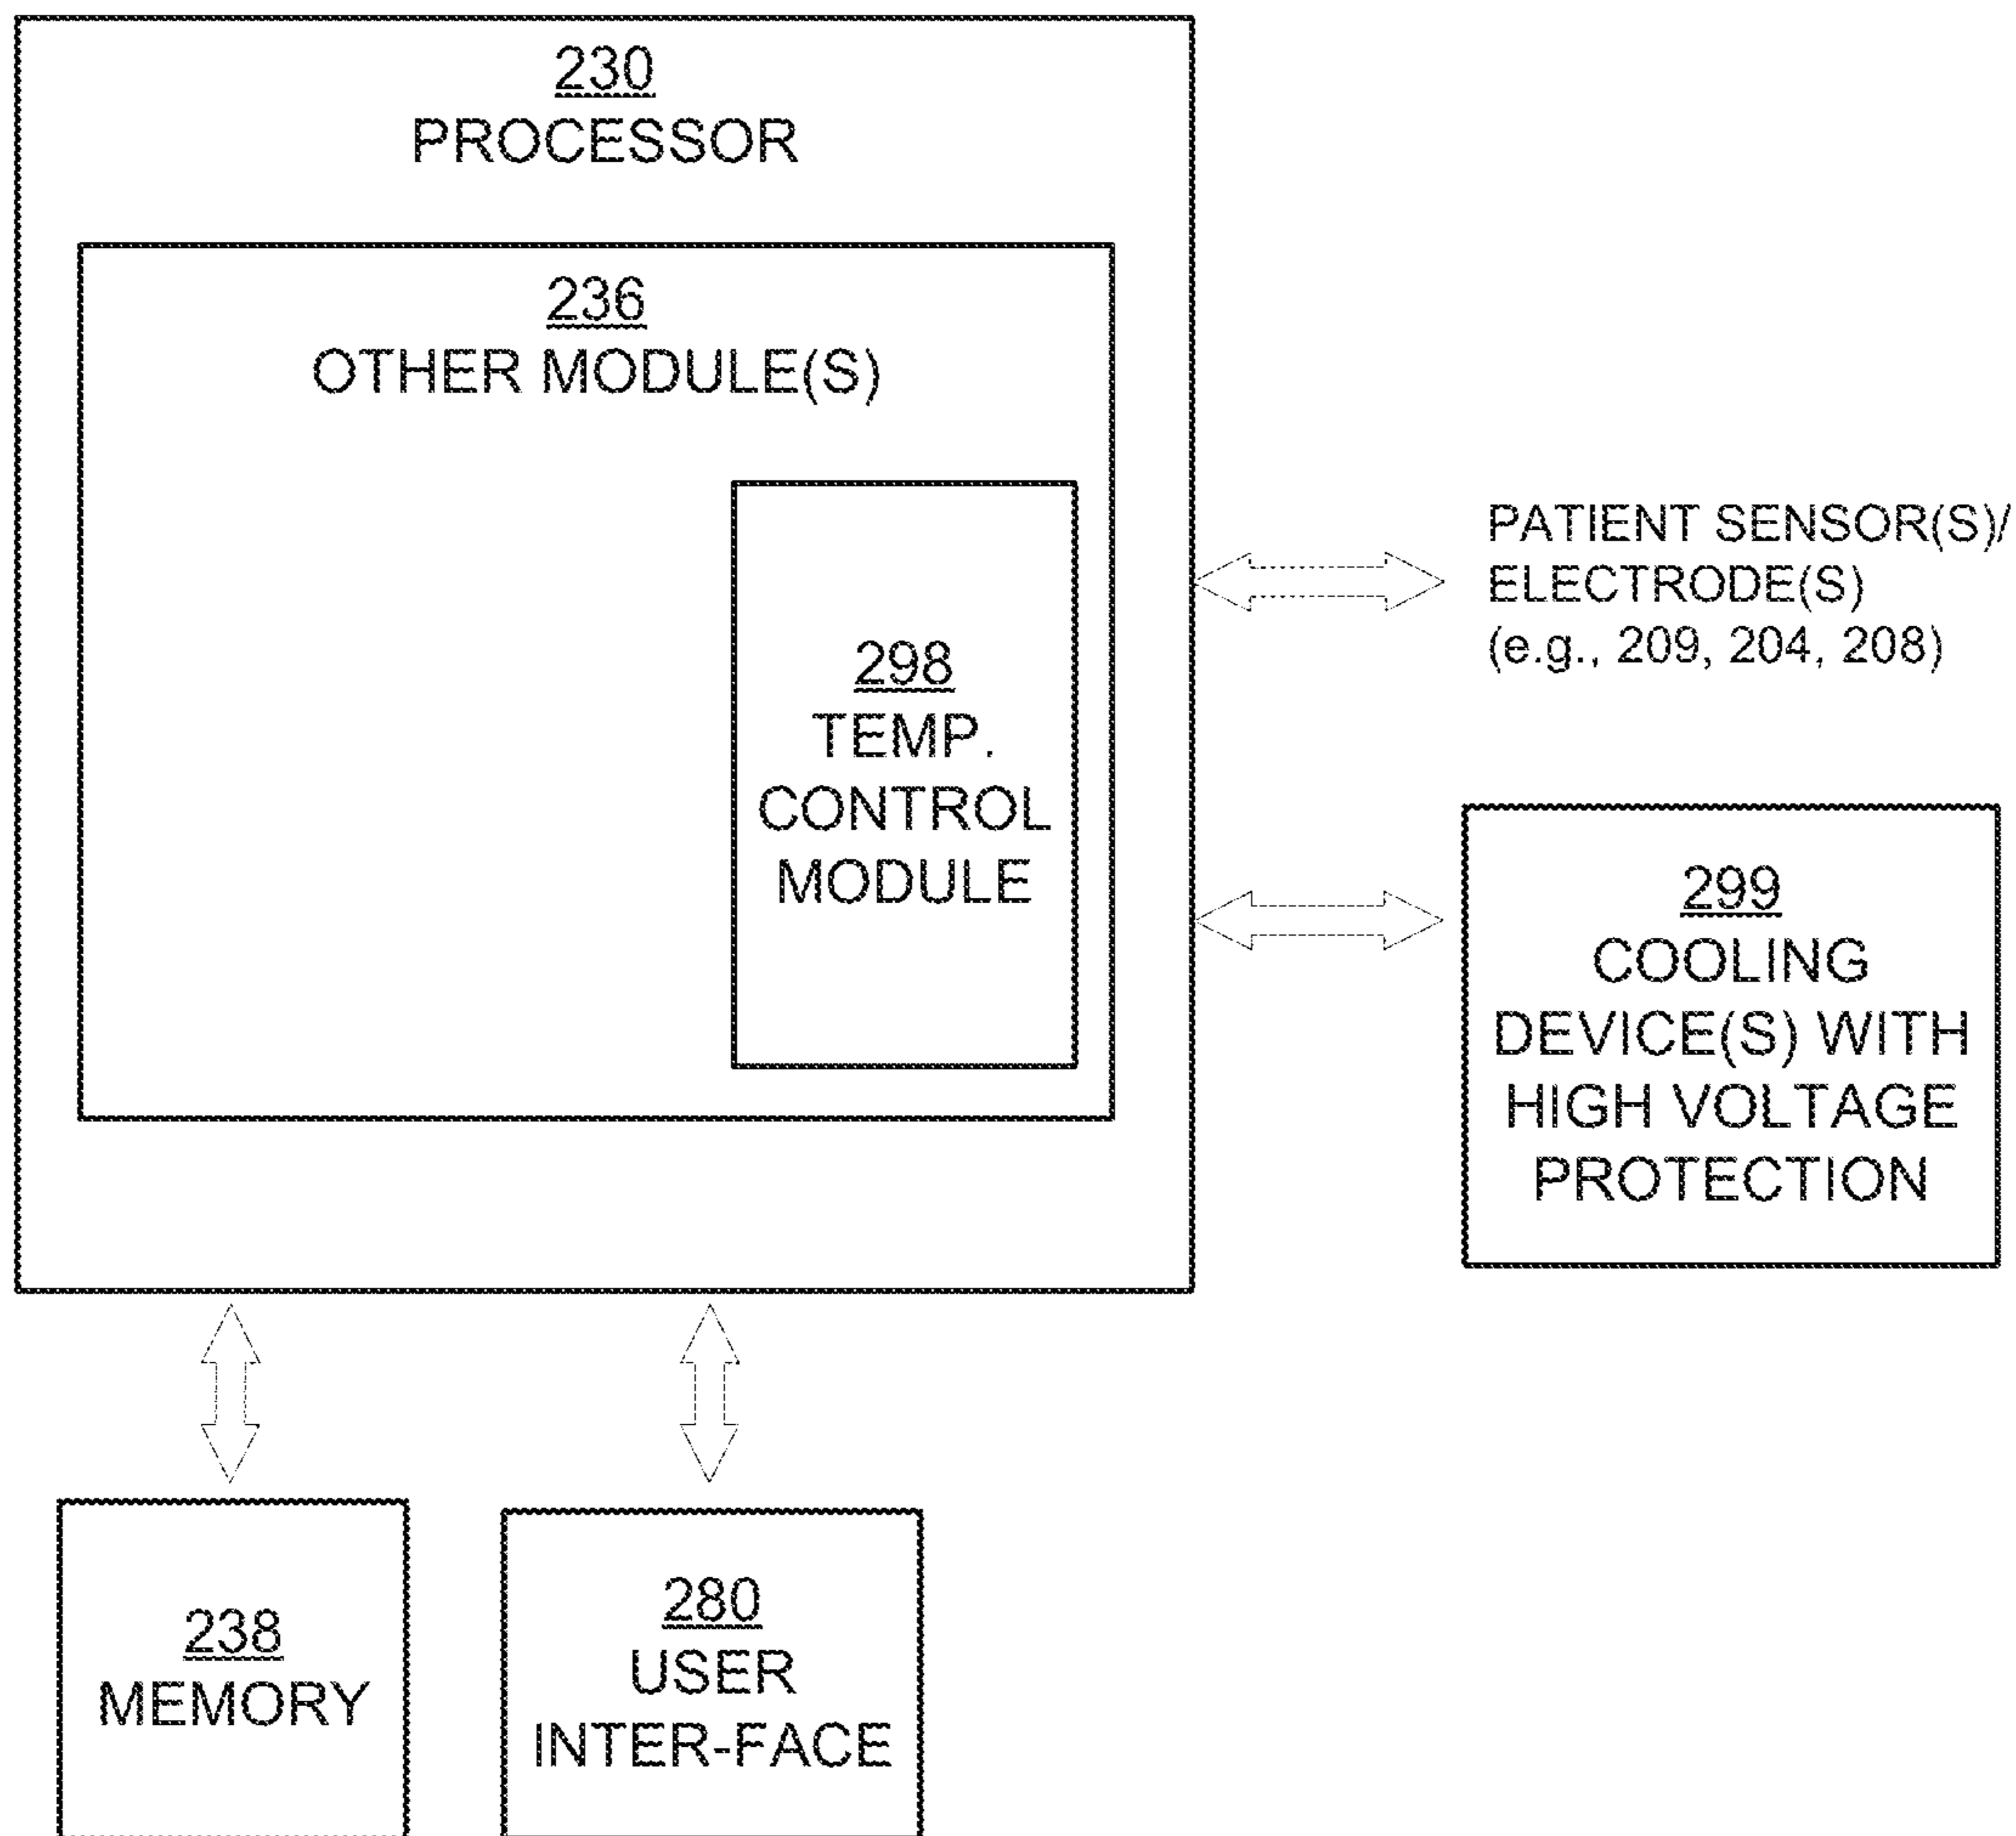 230
PROCESSOR
236
OTHER MODULE(S)
298
TEMP.
CONTROL
MODULE
PATIENT SENSOR(S)/
ELECTRODE(S)
(e.g., 209, 204, 208)
299
COOLING
DEVICE(S) WITH
HIGH VOLTAGE
PROTECTION
238
MEMORY
280
USER
INTER-FACE